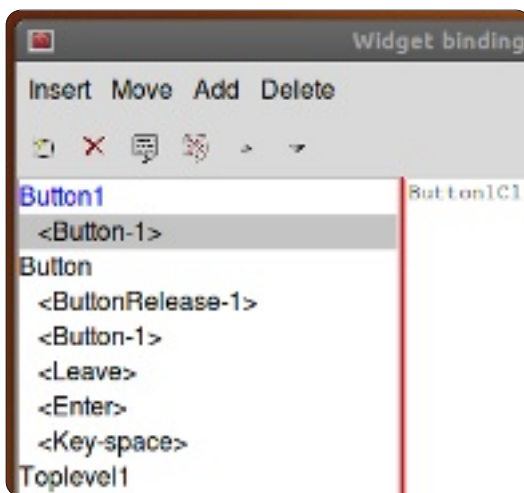 Widget binding
Insert Move Add Delete
Button1
<Button-1>
Button1Cl
Button
<ButtonRelease-1>
<Button-1>
<Leave>
<Enter>
<Key-space>
Toplevel1